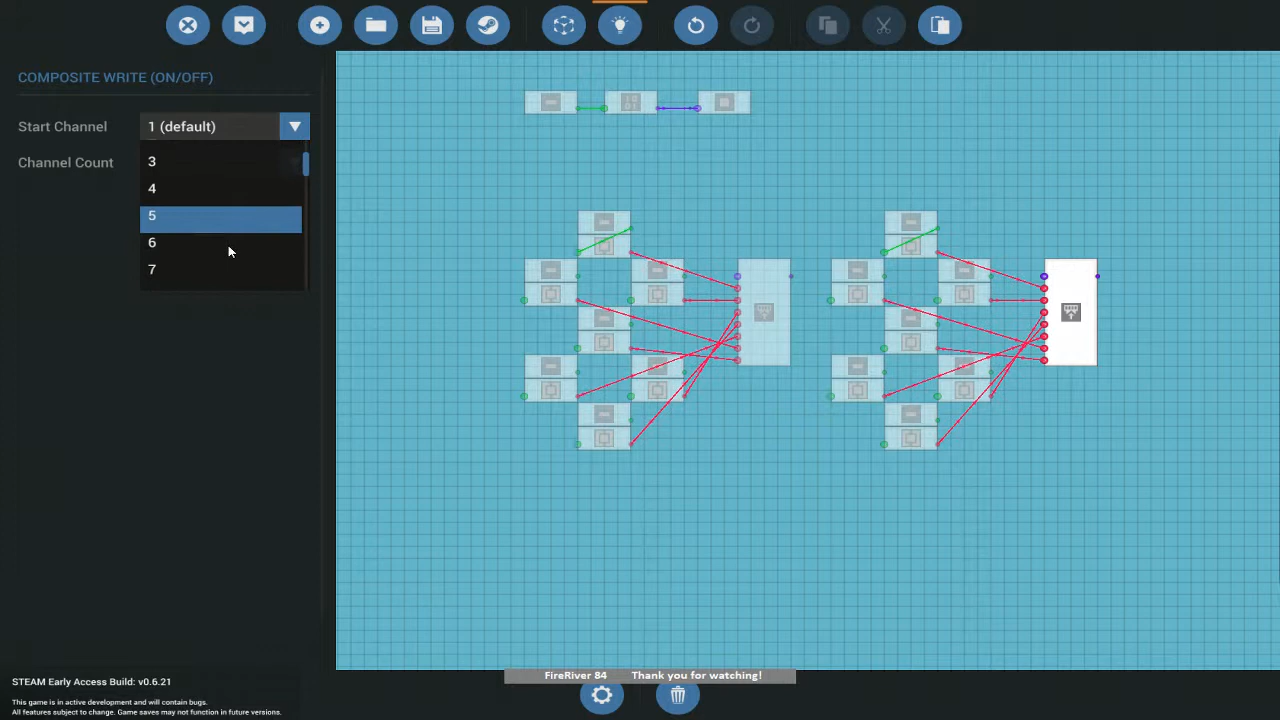 COMPOSITE WRITE (ON/OFF)
Start Channel 1 (default)
Channel Count
3
4
5
6
7
FireRiver 84 Thank you for watching!
STEAM Early Access Build: v0.6.21
This game is in active development and will contain bugs.
All features subject to change. Game saves may not function in future versions.